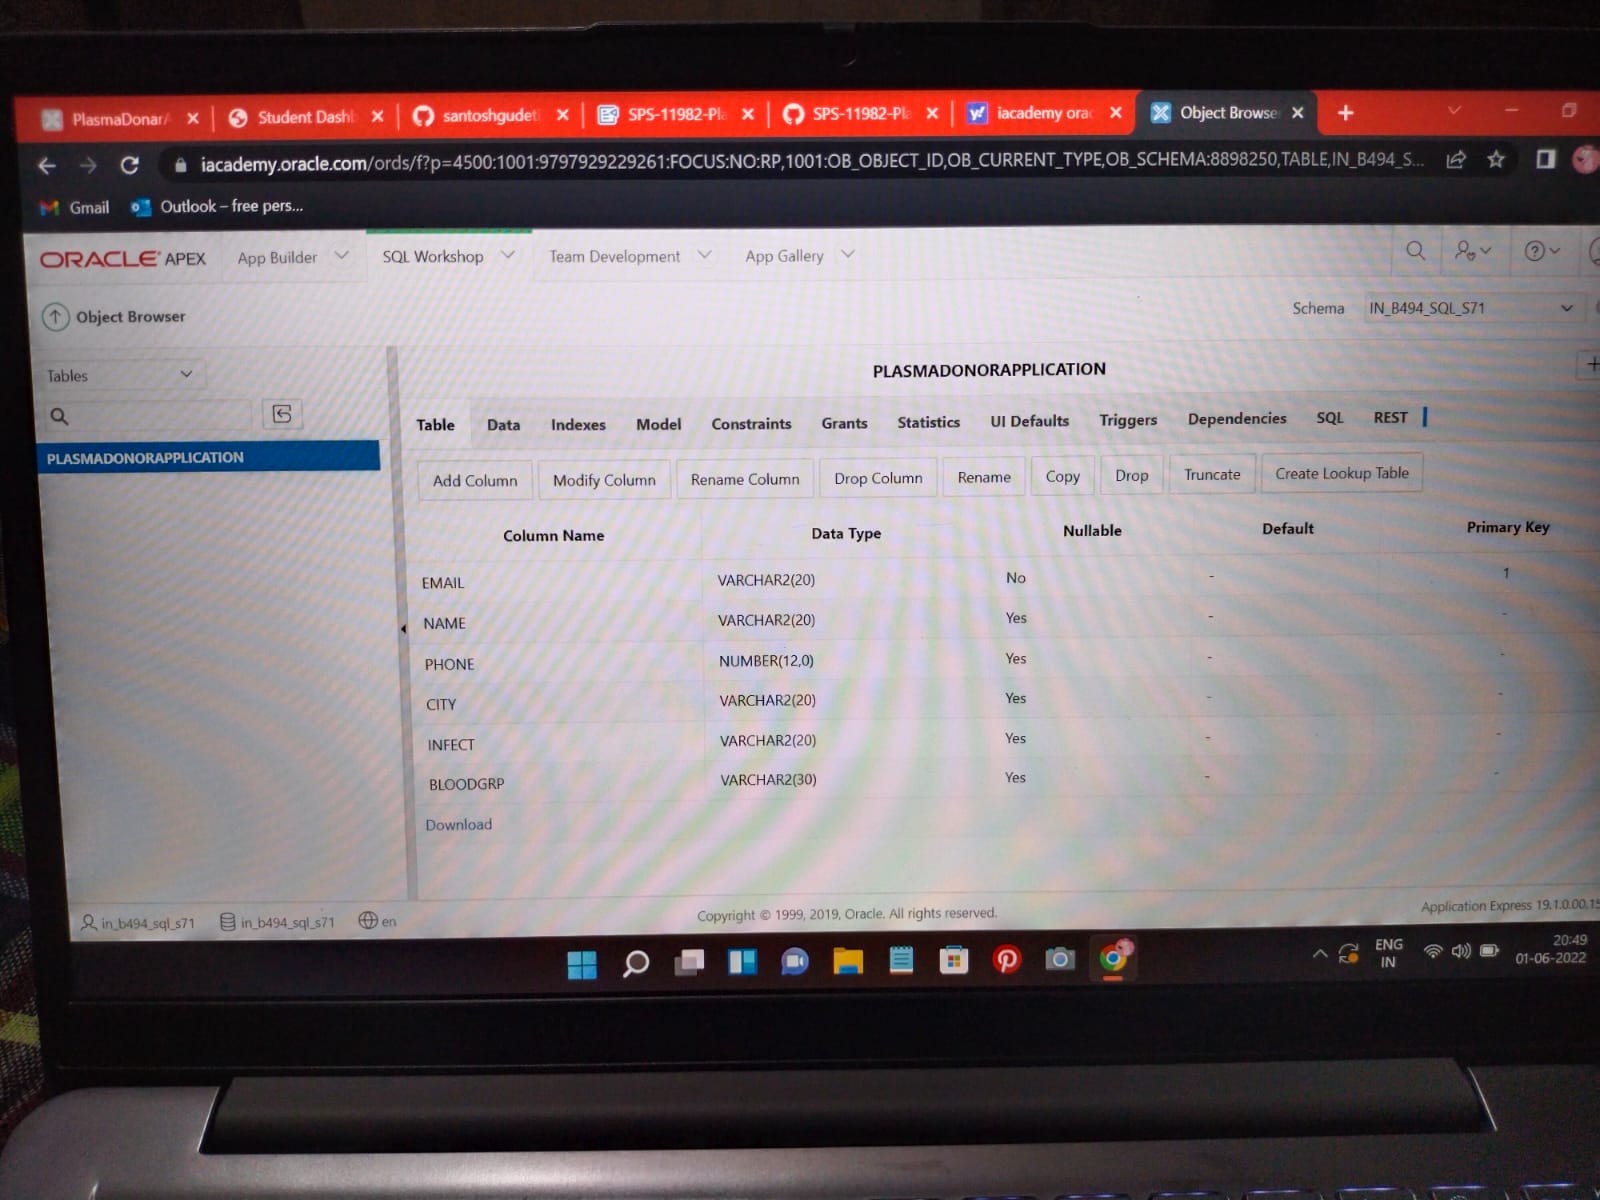 PlasmaDonar
Student Dash
santoshgudet
SPS-11982-Pla
SPS-11982-Pla
iacademy orac
Object Browse
iacademy.oracle.com/ords/f?p=4500:1001:9797929229261:FOCUS:NO:RP,1001:OB_OBJECT_ID,OB_CURRENT_TYPE,OB_SCHEMA:8898250,TABLE,IN_B494_S...
Gmail Outlook – free pers...
ORACLE APEX App Builder SQL Workshop Team Development App Gallery
Object Browser Schema IN_B494_SQL_S71
Tables
PLASMADONORAPPLICATION
PLASMADONORAPPLICATION
Table Data Indexes Model Constraints Grants Statistics UI Defaults Triggers Dependencies SQL REST
Add Column Modify Column Rename Column Drop Column Rename Copy Drop Truncate Create Lookup Table
Column Name Data Type Nullable Default Primary Key
EMAIL VARCHAR2(20) No - 1
NAME VARCHAR2(20) Yes - -
PHONE NUMBER(12,0) Yes - -
CITY VARCHAR2(20) Yes - -
INFECT VARCHAR2(20) Yes - -
BLOODGRP VARCHAR2(30) Yes - -
Download
in_b494_sql_s71 in_b494_sql_s71 en
Copyright © 1999, 2019, Oracle. All rights reserved.
Application Express 19.1.0.00.15
ENG
IN
20:49
01-06-2022